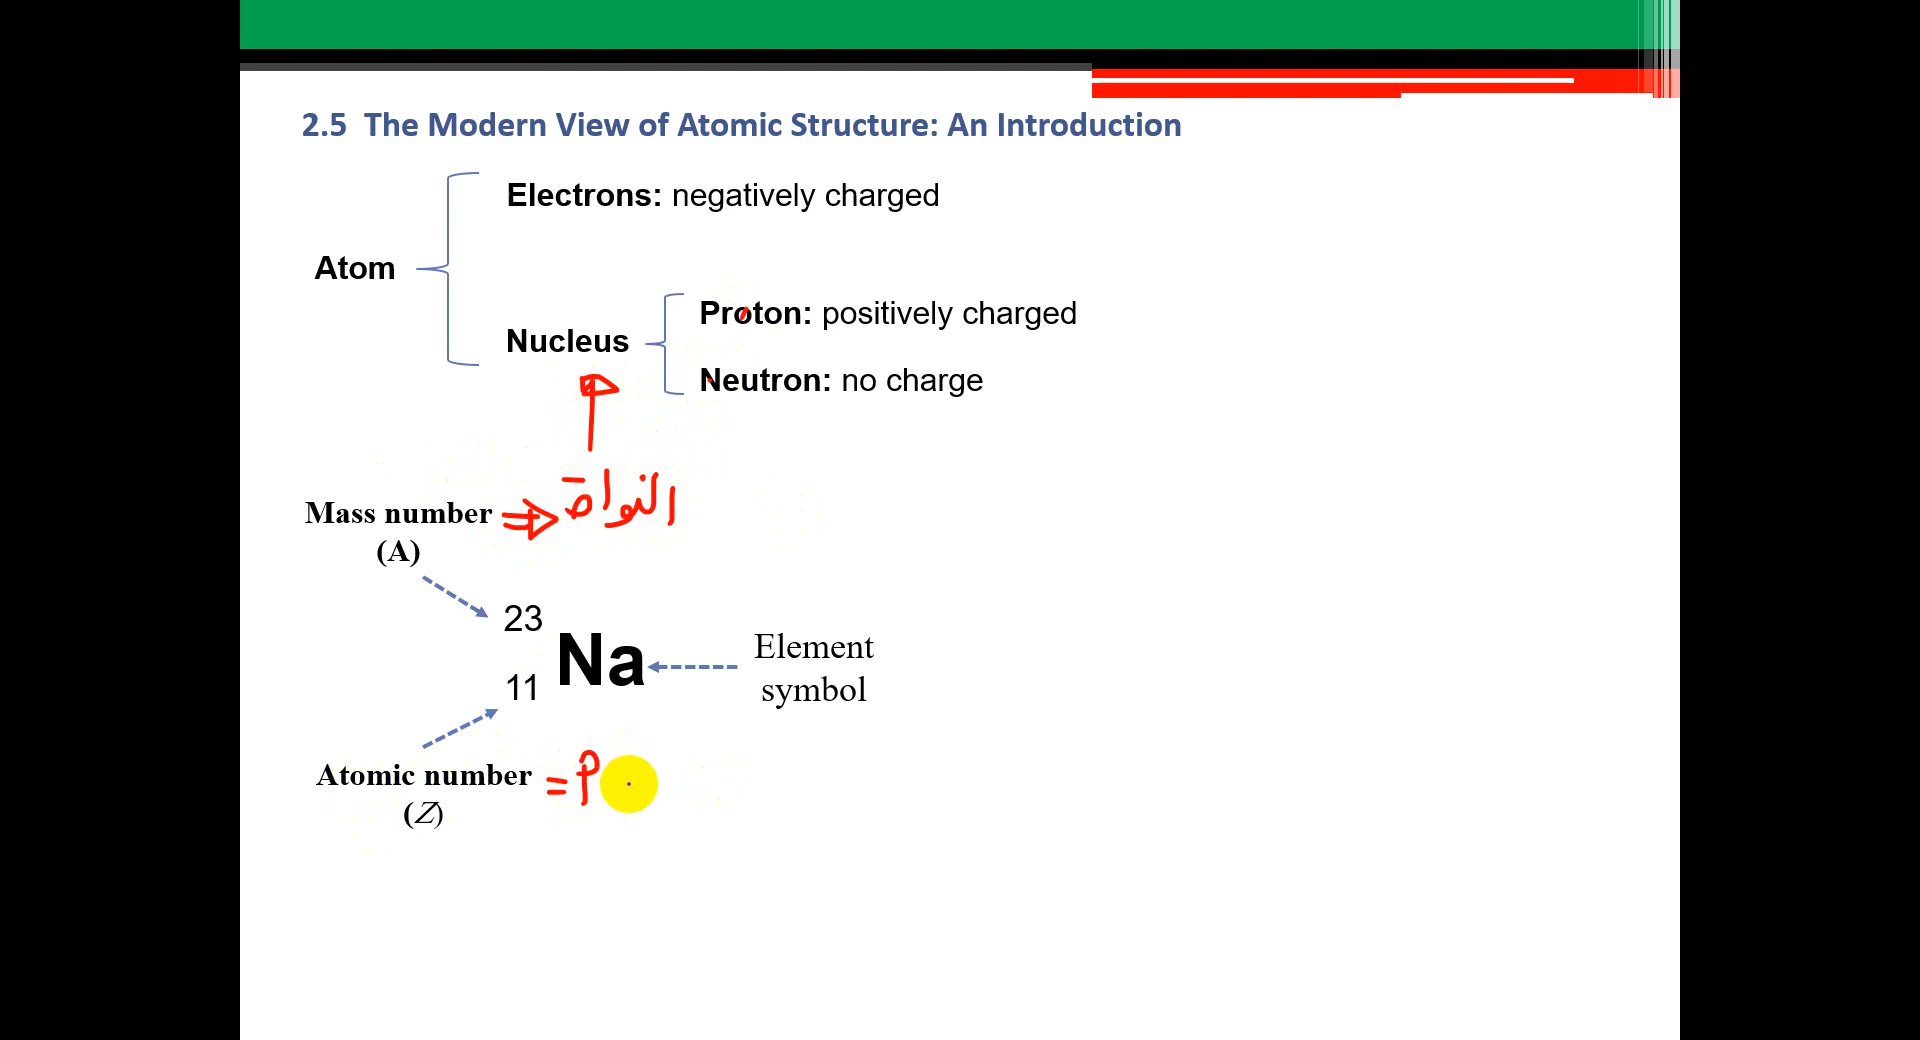 2.5 The Modern View of Atomic Structure: An Introduction
Electrons: negatively charged
Atom
Proton: positively charged
Nucleus
Neutron: no charge
النواة
Mass number
(A)
23
Na
11
Element
symbol
Atomic number = P
(Z)